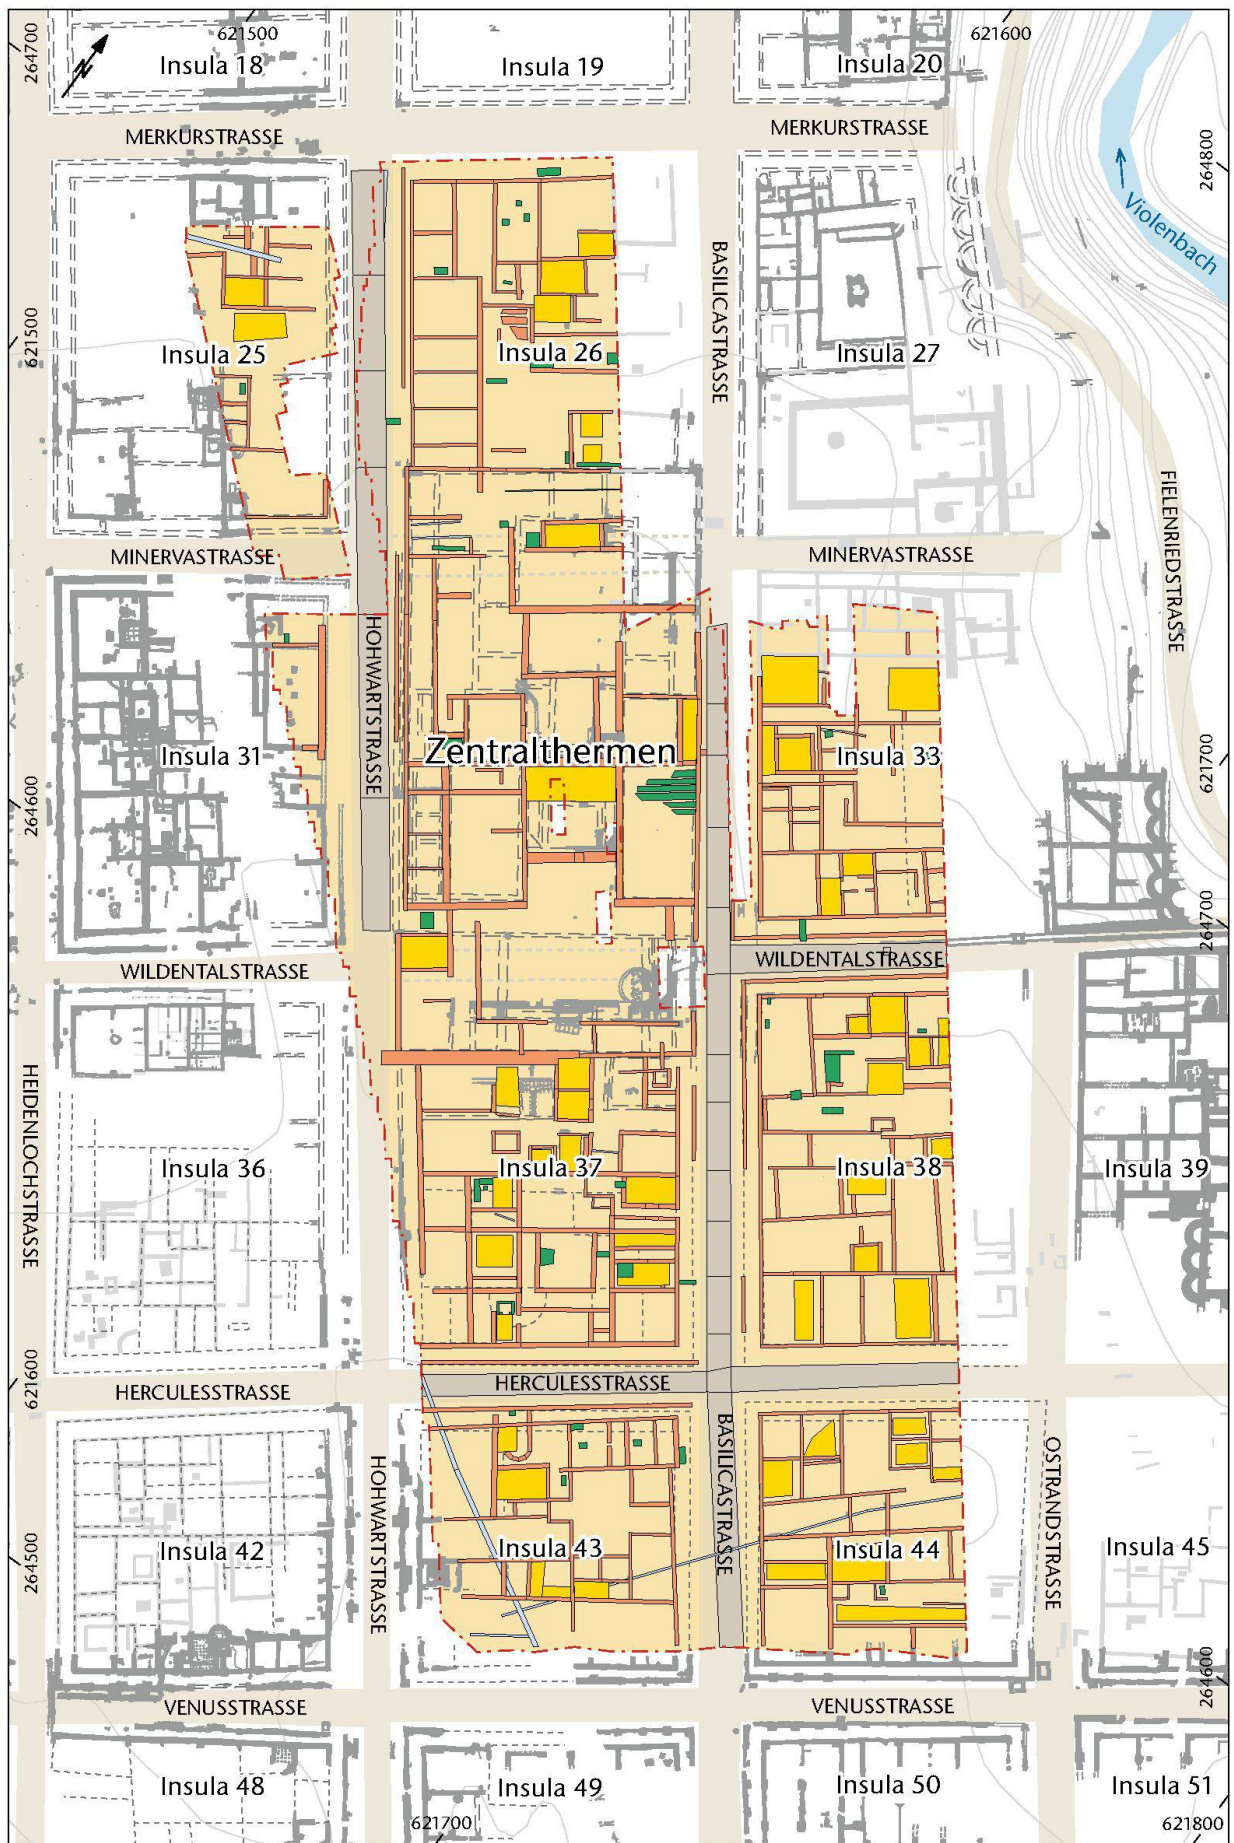 621500
621600
264700
N
Insula 18
Insula 19
Insula 20
MERKURSTRASSE
MERKURSTRASSE
264800
Violenbach
BASILICASTRASSE
621500
Insula 25
Insula 26
Insula 27
FIELENRIEDSTRASSE
MINERVASTRASSE
MINERVASTRASSE
HOHWARTSTRASSE
Insula 31
Zentralthermen
Insula 33
621700
264600
264700
WILDENTALSTRASSE
WILDENTALSTRASSE
HEIDENLOCHSTRASSE
Insula 36
Insula 37
Insula 38
Insula 39
621600
HERCULESSTRASSE
HERCULESSTRASSE
BASILICASTRASSE
OSTRANDSTRASSE
HOHWARTSTRASSE
264500
Insula 42
Insula 43
Insula 44
Insula 45
264600
VENUSSTRASSE
VENUSSTRASSE
Insula 48
Insula 49
Insula 50
Insula 51
621700
621800